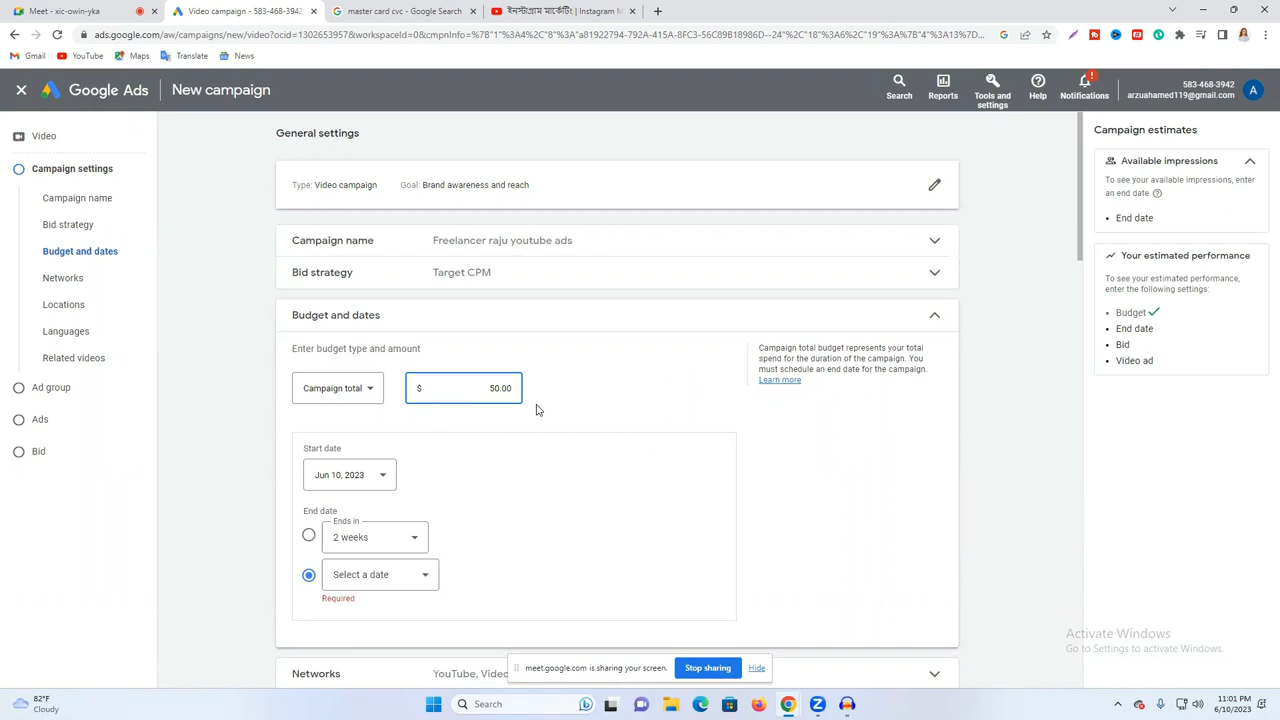 Meet - xic-owin-yka
Video campaign - 583-468-3942
master card cvc - Google Search
ইনস্টাগ্রাম মার্কেটিং | Instagram M
ads.google.com/aw/campaigns/new/video?ocid=1302653957&workspaceId=0&cmpnInfo=%7B"1"%3A4%2C"8"%3A"a81922794-792A-415A-8FC3-56C89188986D--24"%2C"18"%3A6%2C"19"%3A%7B"4"%3A13%7D...
Gmail
YouTube
Maps
Translate
News
Google Ads
New campaign
Search
Reports
Tools and
settings
Help
Notifications
583-468-3942
arzuahamed119@gmail.com
A
Video
Campaign settings
Campaign name
Bid strategy
Budget and dates
Networks
Locations
Languages
Related videos
Ad group
Ads
Bid
General settings
Type: Video campaign Goal: Brand awareness and reach
Campaign name Freelancer raju youtube ads
Bid strategy Target CPM
Budget and dates
Enter budget type and amount
Campaign total $ 50.00
Campaign total budget represents your total
spend for the duration of the campaign. You
must schedule an end date for the campaign.
Learn more
Start date
Jun 10, 2023
End date
Ends in
2 weeks
Select a date
Required
Networks YouTube, Video
Campaign estimates
Available impressions
To see your available impressions, enter
an end date
• End date
Your estimated performance
To see your estimated performance,
enter the following settings:
• Budget
• End date
• Bid
• Video ad
Activate Windows
Go to Settings to activate Windows.
meet.google.com is sharing your screen.
Stop sharing
Hide
82°F
Cloudy
Search
11:01 PM
6/10/2023